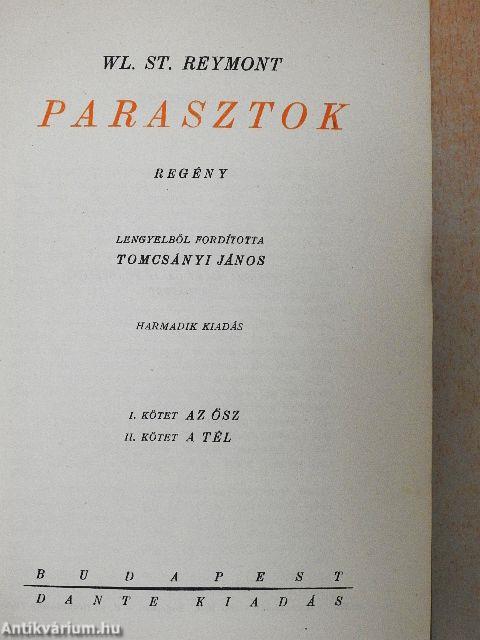 WL. ST. REYMONT
PARASZTOK
REGÉNY
LENGYELBŐL FORDÍTOTTA
TOMCSÁNYI JÁNOS
HARMADIK KIADÁS
I. KÖTET AZ ŐSZ
II. KÖTET A TÉL
BUDAPEST
DANTE KIADÁS
Antikvárium.hu